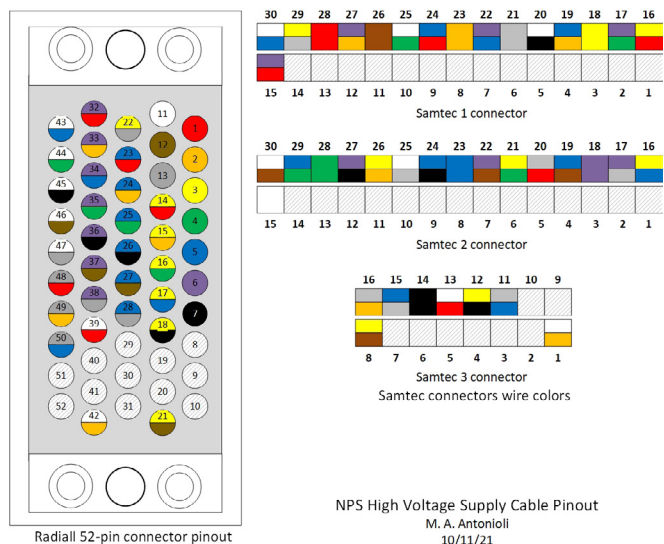 30 29 28 27 26 25 24 23 22 21 20 19 18 17 16
15 14 13 12 11 10 9 8 7 6 5 4 3 2 1
Samtec 1 connector
30 29 28 27 26 25 24 23 22 21 20 19 18 17 16
15 14 13 12 11 10 9 8 7 6 5 4 3 2 1
Samtec 2 connector
16 15 14 13 12 11 10 9
8 7 6 5 4 3 2 1
Samtec 3 connector
Samtec connectors wire colors
32 11
43 22 1
33 12
44 23 2
34 13
45 24 3
35 14
46 25 4
36 15
47 26 5
37 16
48 27 6
38 17
49 28 7
39 18
50 29 8
40 19
51 30 9
41 20
52 31 10
42 21
Radiall 52-pin connector pinout
NPS High Voltage Supply Cable Pinout
M. A. Antonioli
10/11/21